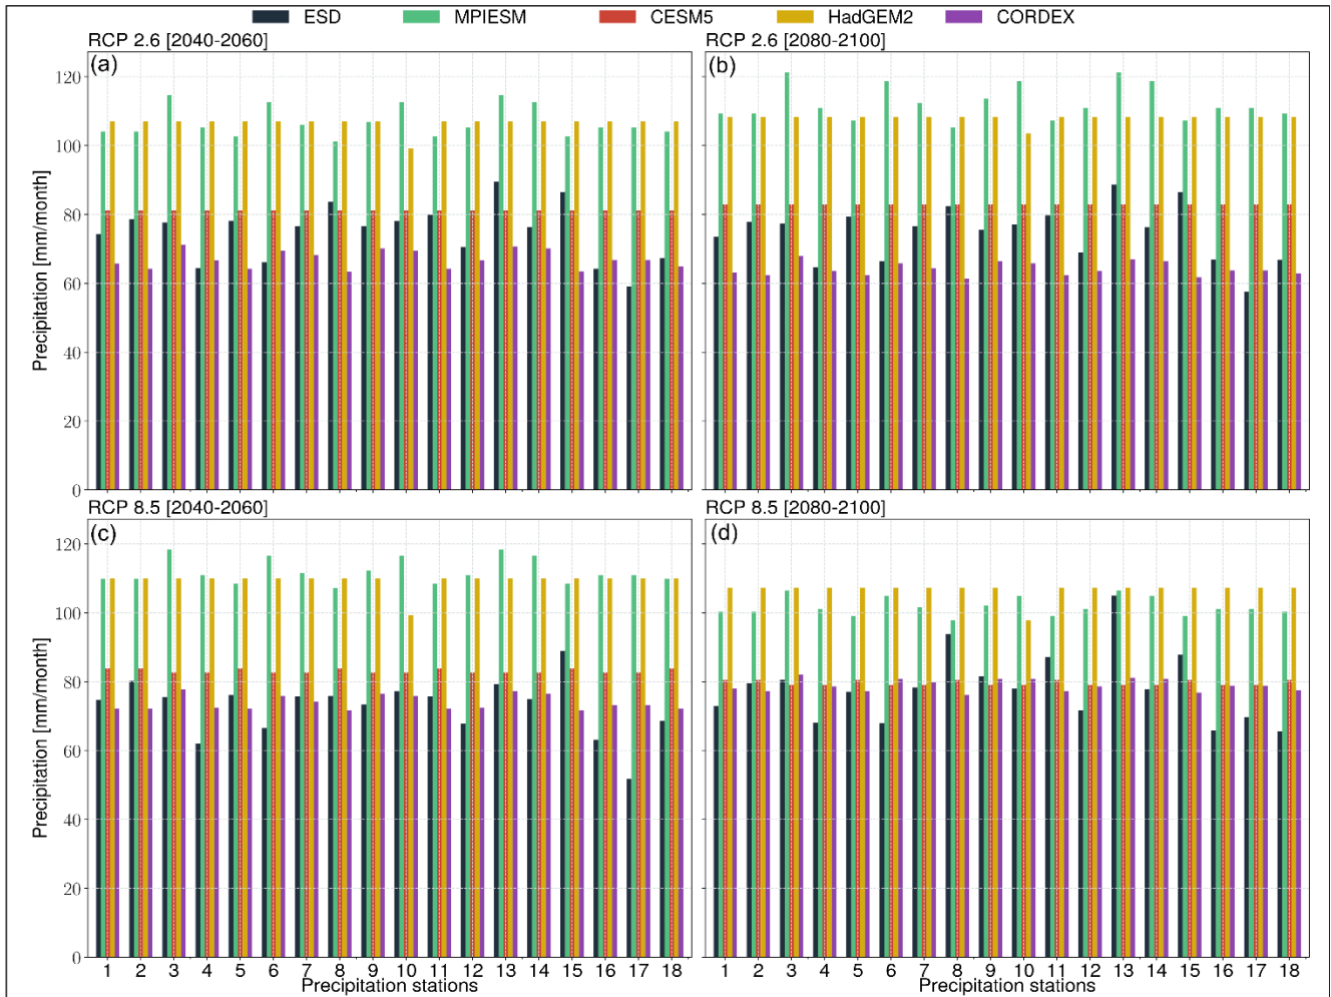 ESD MPIESM CESM5 HadGEM2 CORDEX
RCP 2.6 [2040-2060] RCP 2.6 [2080-2100]
(a) (b)
120
100
80
60
40
20
0
Precipitation [mm/month]
RCP 8.5 [2040-2060] RCP 8.5 [2080-2100]
(c) (d)
120
100
80
60
40
20
0
Precipitation [mm/month]
1 2 3 4 5 6 7 8 9 10 11 12 13 14 15 16 17 18 1 2 3 4 5 6 7 8 9 10 11 12 13 14 15 16 17 18
Precipitation stations Precipitation stations